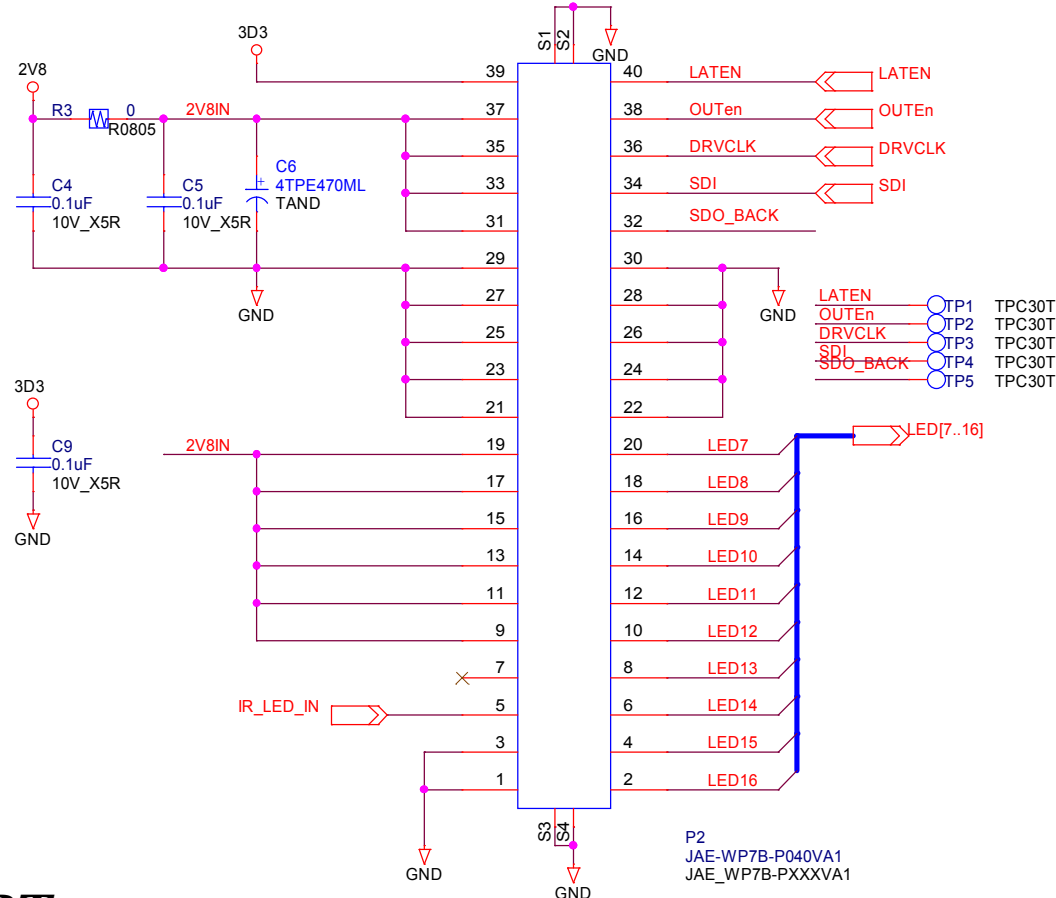 3D3
S1
S2
GND
2V8
39
40
LATEN
LATEN
R3
0
R0805
2V8IN
37
38
OUTen
OUTEn
35
36
DRVCLK
DRVCLK
C6
4TPE470ML
TAND
C4
0.1uF
10V_X5R
C5
0.1uF
10V_X5R
33
34
SDI
SDI
31
32
SDO_BACK
29
30
GND
27
28
GND
LATEN
TP1
TPC30T
OUTEn
TP2
TPC30T
25
26
DRVCLK
TP3
TPC30T
SDI
TP4
TPC30T
SDO_BACK
TP5
TPC30T
23
24
3D3
21
22
C9
0.1uF
10V_X5R
GND
2V8IN
19
20
LED7
LED[7..16]
17
18
LED8
15
16
LED9
13
14
LED10
11
12
LED11
9
10
LED12
7
8
LED13
IR_LED_IN
5
6
LED14
3
4
LED15
1
2
LED16
S3
S4
GND
GND
P2
JAE-WP7B-P040VA1
JAE_WP7B-PXXXVA1